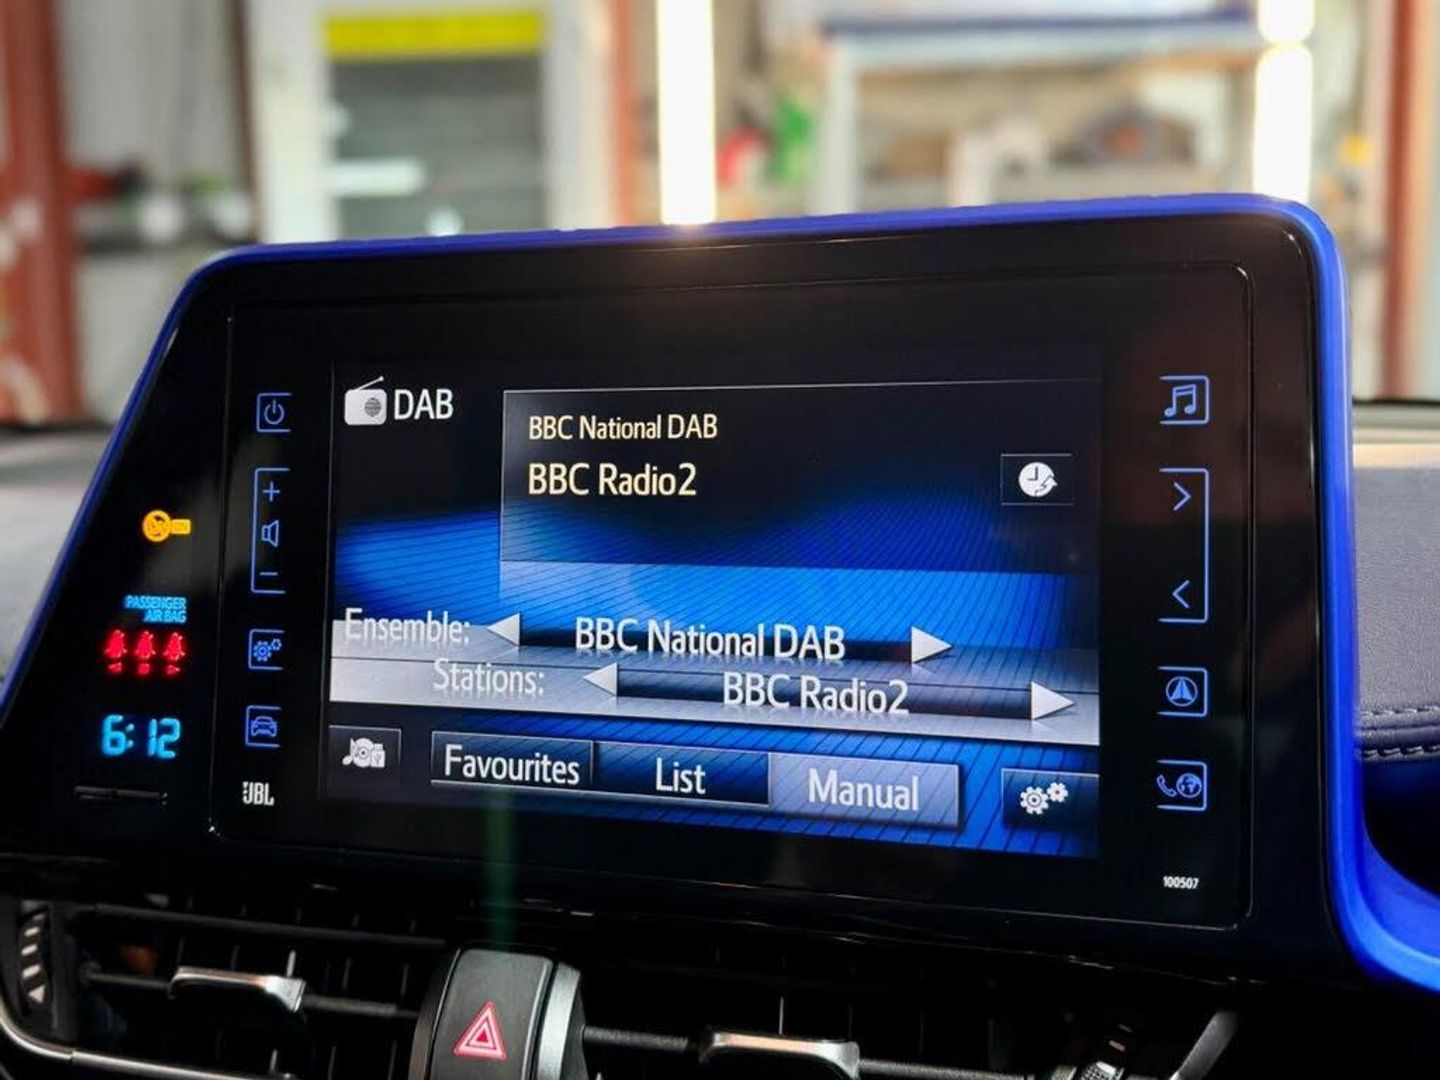 DAB
BBC National DAB
BBC Radio2
Ensemble: BBC National DAB
Stations: BBC Radio2
Favourites List Manual
PASSENGER
AIR BAG
6:12
JBL
100507